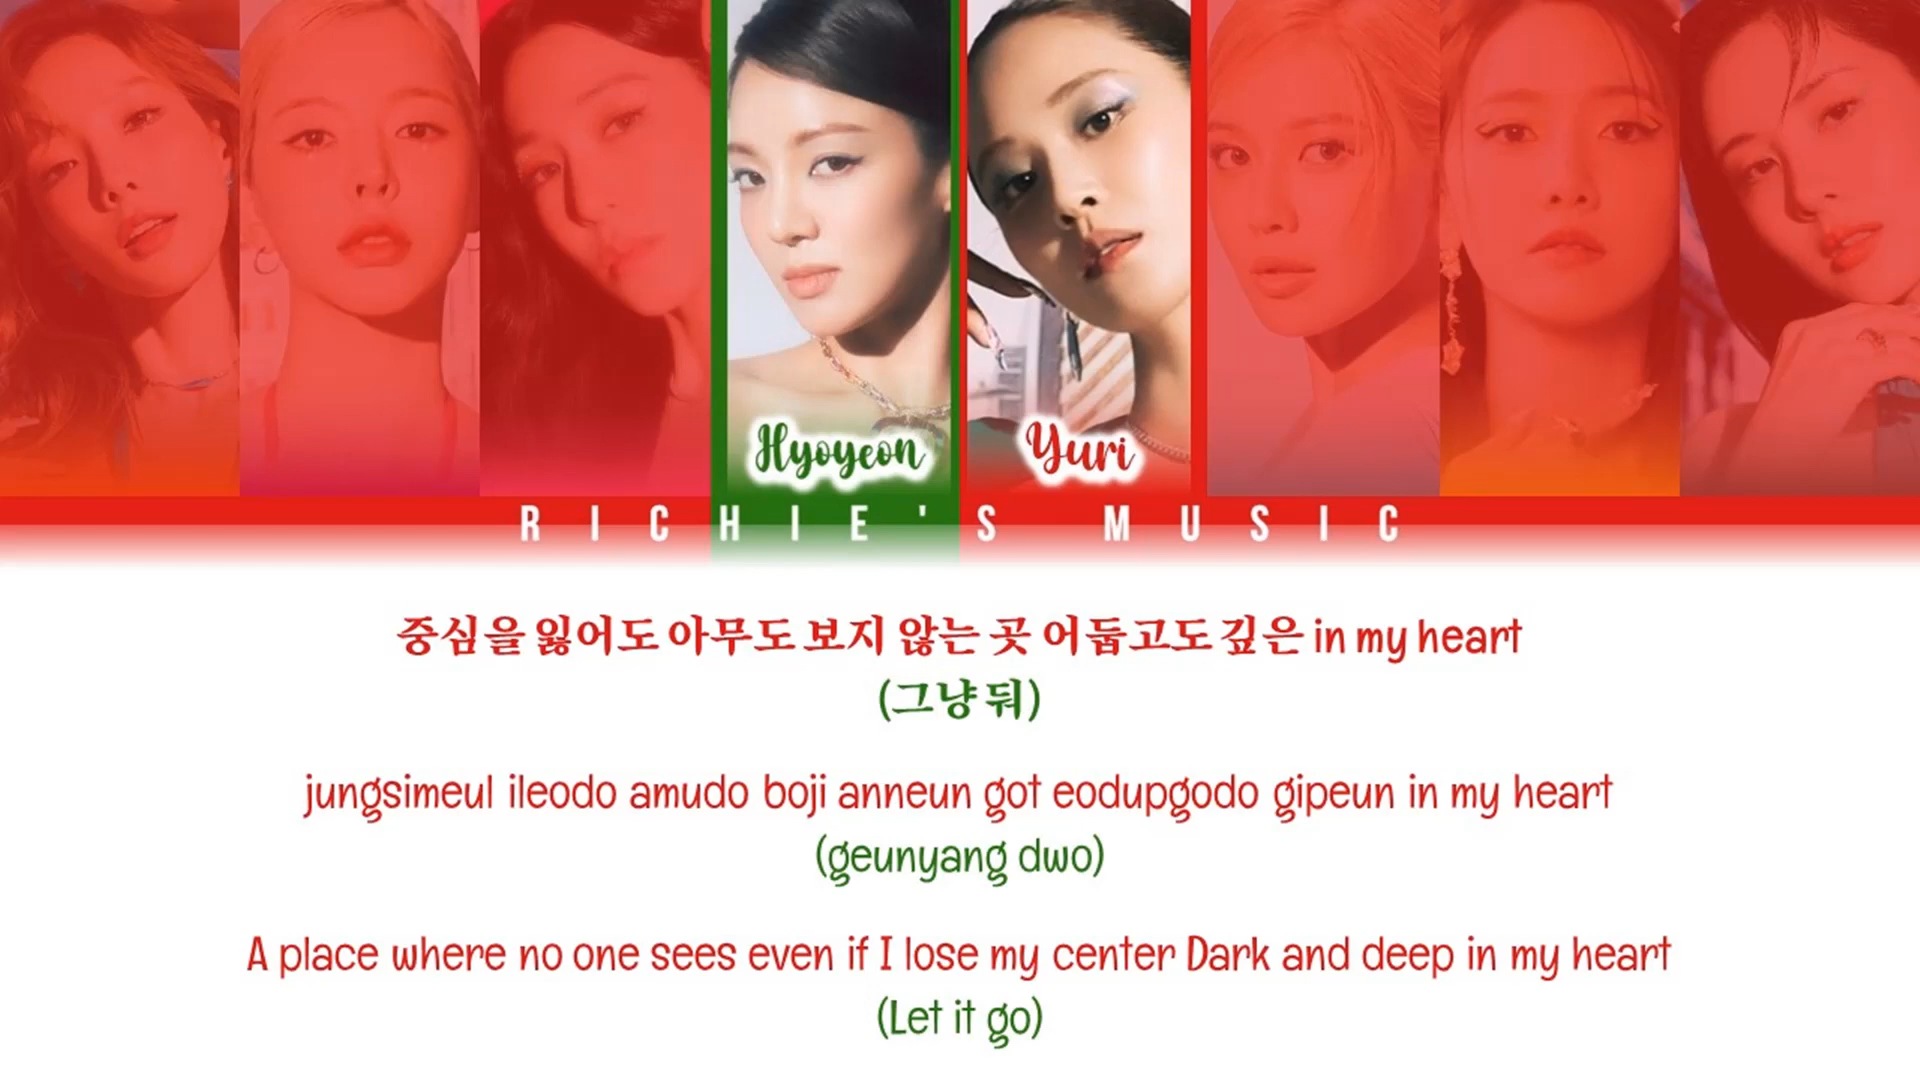 Hyoyeon
Yuri
RICHIE'S MUSIC
중심을 잃어도 아무도 보지 않는 곳 어둡고도 깊은 in my heart
(그냥 둬)
jungsimeul ileodo amudo boji anneun got eodupgodo gipeun in my heart
(geunyang dwo)
A place where no one sees even if I lose my center Dark and deep in my heart
(Let it go)